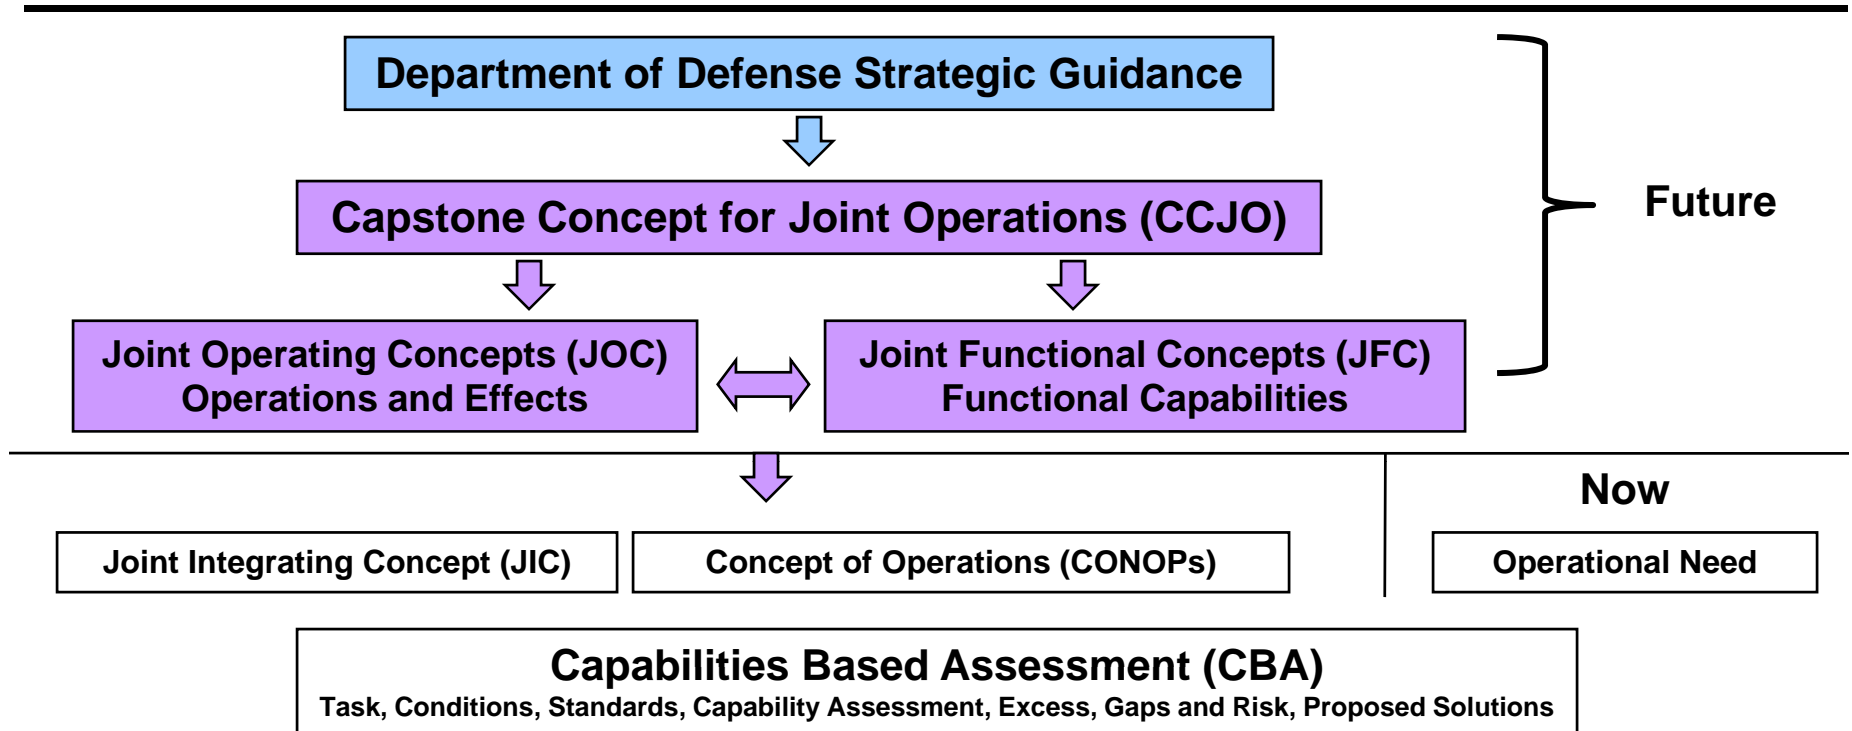 Department of Defense Strategic Guidance
Capstone Concept for Joint Operations (CCJO)
Future
Joint Operating Concepts (JOC)
Operations and Effects
Joint Functional Concepts (JFC)
Functional Capabilities
Now
Joint Integrating Concept (JIC)
Concept of Operations (CONOPs)
Operational Need
Capabilities Based Assessment (CBA)
Task, Conditions, Standards, Capability Assessment, Excess, Gaps and Risk, Proposed Solutions